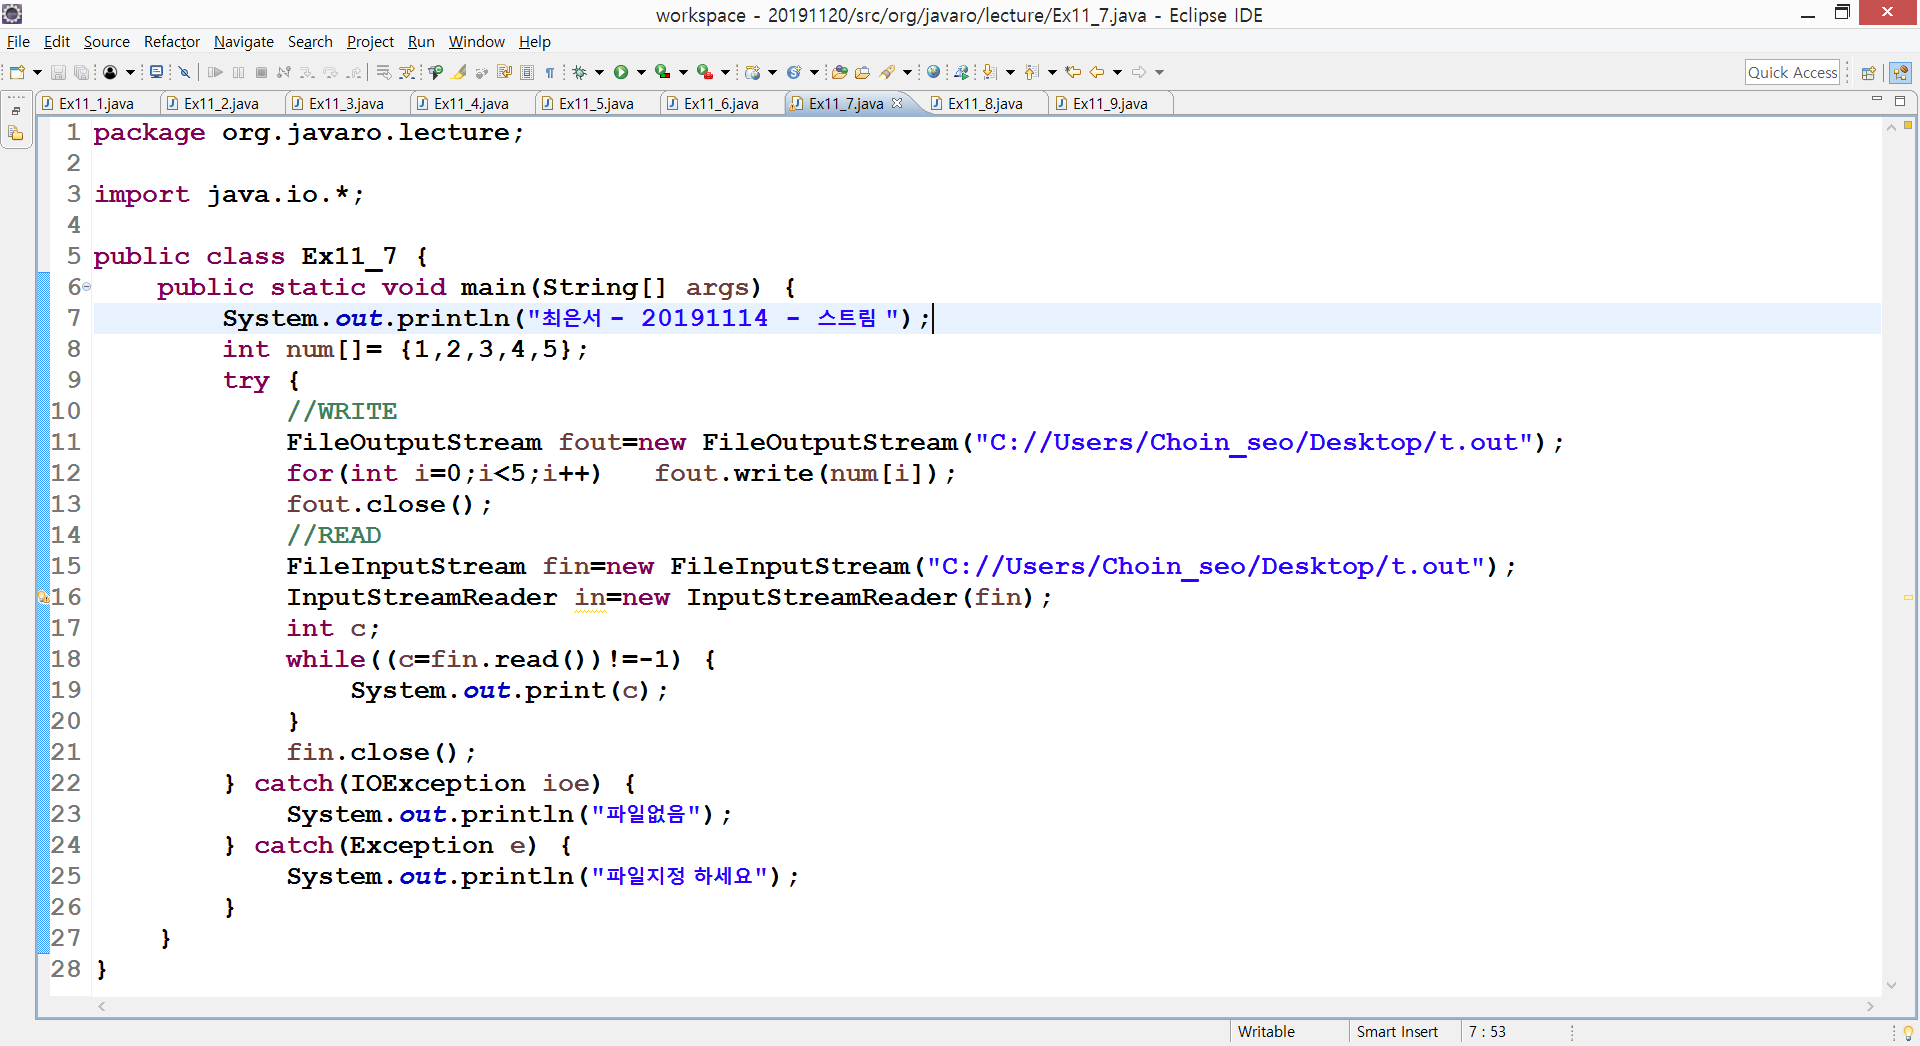 workspace - 20191120/src/org/javaro/lecture/Ex11_7.java - Eclipse IDE
File Edit Source Refactor Navigate Search Project Run Window Help
Quick Access
Ex11_1.java Ex11_2.java Ex11_3.java Ex11_4.java Ex11_5.java Ex11_6.java Ex11_7.java Ex11_8.java Ex11_9.java
1 package org.javaro.lecture;
2
3 import java.io.*;
4
5 public class Ex11_7 {
6 public static void main(String[] args) {
7 System.out.println("최은서 - 20191114 - 스트림 ");
8 int num[]= {1,2,3,4,5};
9 try {
10 //WRITE
11 FileOutputStream fout=new FileOutputStream("C://Users/Choin_seo/Desktop/t.out");
12 for(int i=0;i<5;i++) fout.write(num[i]);
13 fout.close();
14 //READ
15 FileInputStream fin=new FileInputStream("C://Users/Choin_seo/Desktop/t.out");
16 InputStreamReader in=new InputStreamReader(fin);
17 int c;
18 while((c=fin.read())!=-1) {
19 System.out.print(c);
20 }
21 fin.close();
22 } catch(IOException ioe) {
23 System.out.println("파일없음");
24 } catch(Exception e) {
25 System.out.println("파일지정 하세요");
26 }
27 }
28 }
Writable Smart Insert 7 : 53